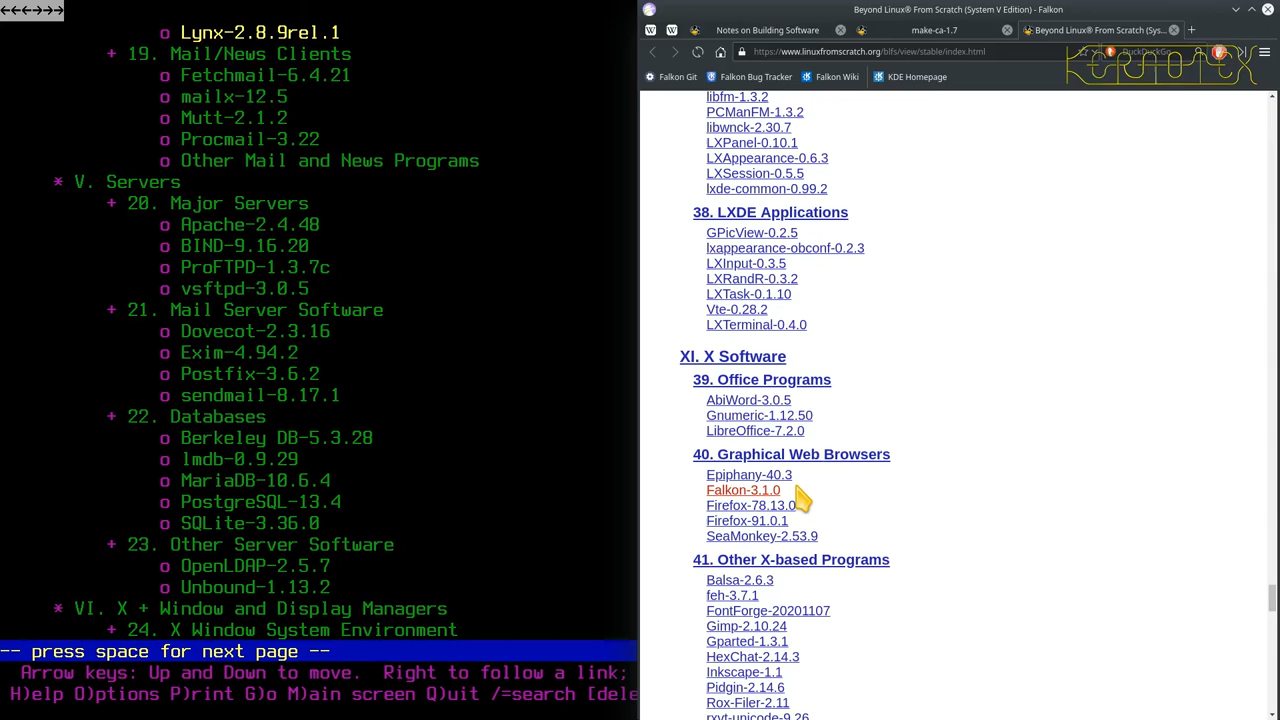 ←←←→→→
o Lynx-2.8.9rel.1
+ 19. Mail/News Clients
o Fetchmail-6.4.21
o mailx-12.5
o Mutt-2.1.2
o Procmail-3.22
o Other Mail and News Programs
* V. Servers
+ 20. Major Servers
o Apache-2.4.48
o BIND-9.16.20
o ProFTPD-1.3.7c
o vsftpd-3.0.5
+ 21. Mail Server Software
o Dovecot-2.3.16
o Exim-4.94.2
o Postfix-3.6.2
o sendmail-8.17.1
+ 22. Databases
o Berkeley DB-5.3.28
o lmdb-0.9.29
o MariaDB-10.6.4
o PostgreSQL-13.4
o SQLite-3.36.0
+ 23. Other Server Software
o OpenLDAP-2.5.7
o Unbound-1.13.2
* VI. X + Window and Display Managers
+ 24. X Window System Environment
-- press space for next page --
Arrow keys: Up and Down to move.  Right to follow a link;
H)elp O)ptions P)rint G)o M)ain screen Q)uit /=search [dele
Beyond Linux® From Scratch (System V Edition) - Falkon
Notes on Building Software
make-ca-1.7
Beyond Linux® From Scratch (Sys...
https://www.linuxfromscratch.org/blfs/view/stable/index.html
DuckDuckGo
Falkon Git
Falkon Bug Tracker
Falkon Wiki
KDE Homepage
libfm-1.3.2
PCManFM-1.3.2
libwnck-2.30.7
LXPanel-0.10.1
LXAppearance-0.6.3
LXSession-0.5.5
lxde-common-0.99.2
38. LXDE Applications
GPicView-0.2.5
lxappearance-obconf-0.2.3
LXInput-0.3.5
LXRandR-0.3.2
LXTask-0.1.10
Vte-0.28.2
LXTerminal-0.4.0
XI. X Software
39. Office Programs
AbiWord-3.0.5
Gnumeric-1.12.50
LibreOffice-7.2.0
40. Graphical Web Browsers
Epiphany-40.3
Falkon-3.1.0
Firefox-78.13.0
Firefox-91.0.1
SeaMonkey-2.53.9
41. Other X-based Programs
Balsa-2.6.3
feh-3.7.1
FontForge-20201107
Gimp-2.10.24
Gparted-1.3.1
HexChat-2.14.3
Inkscape-1.1
Pidgin-2.14.6
Rox-Filer-2.11
rxvt-unicode-9.26